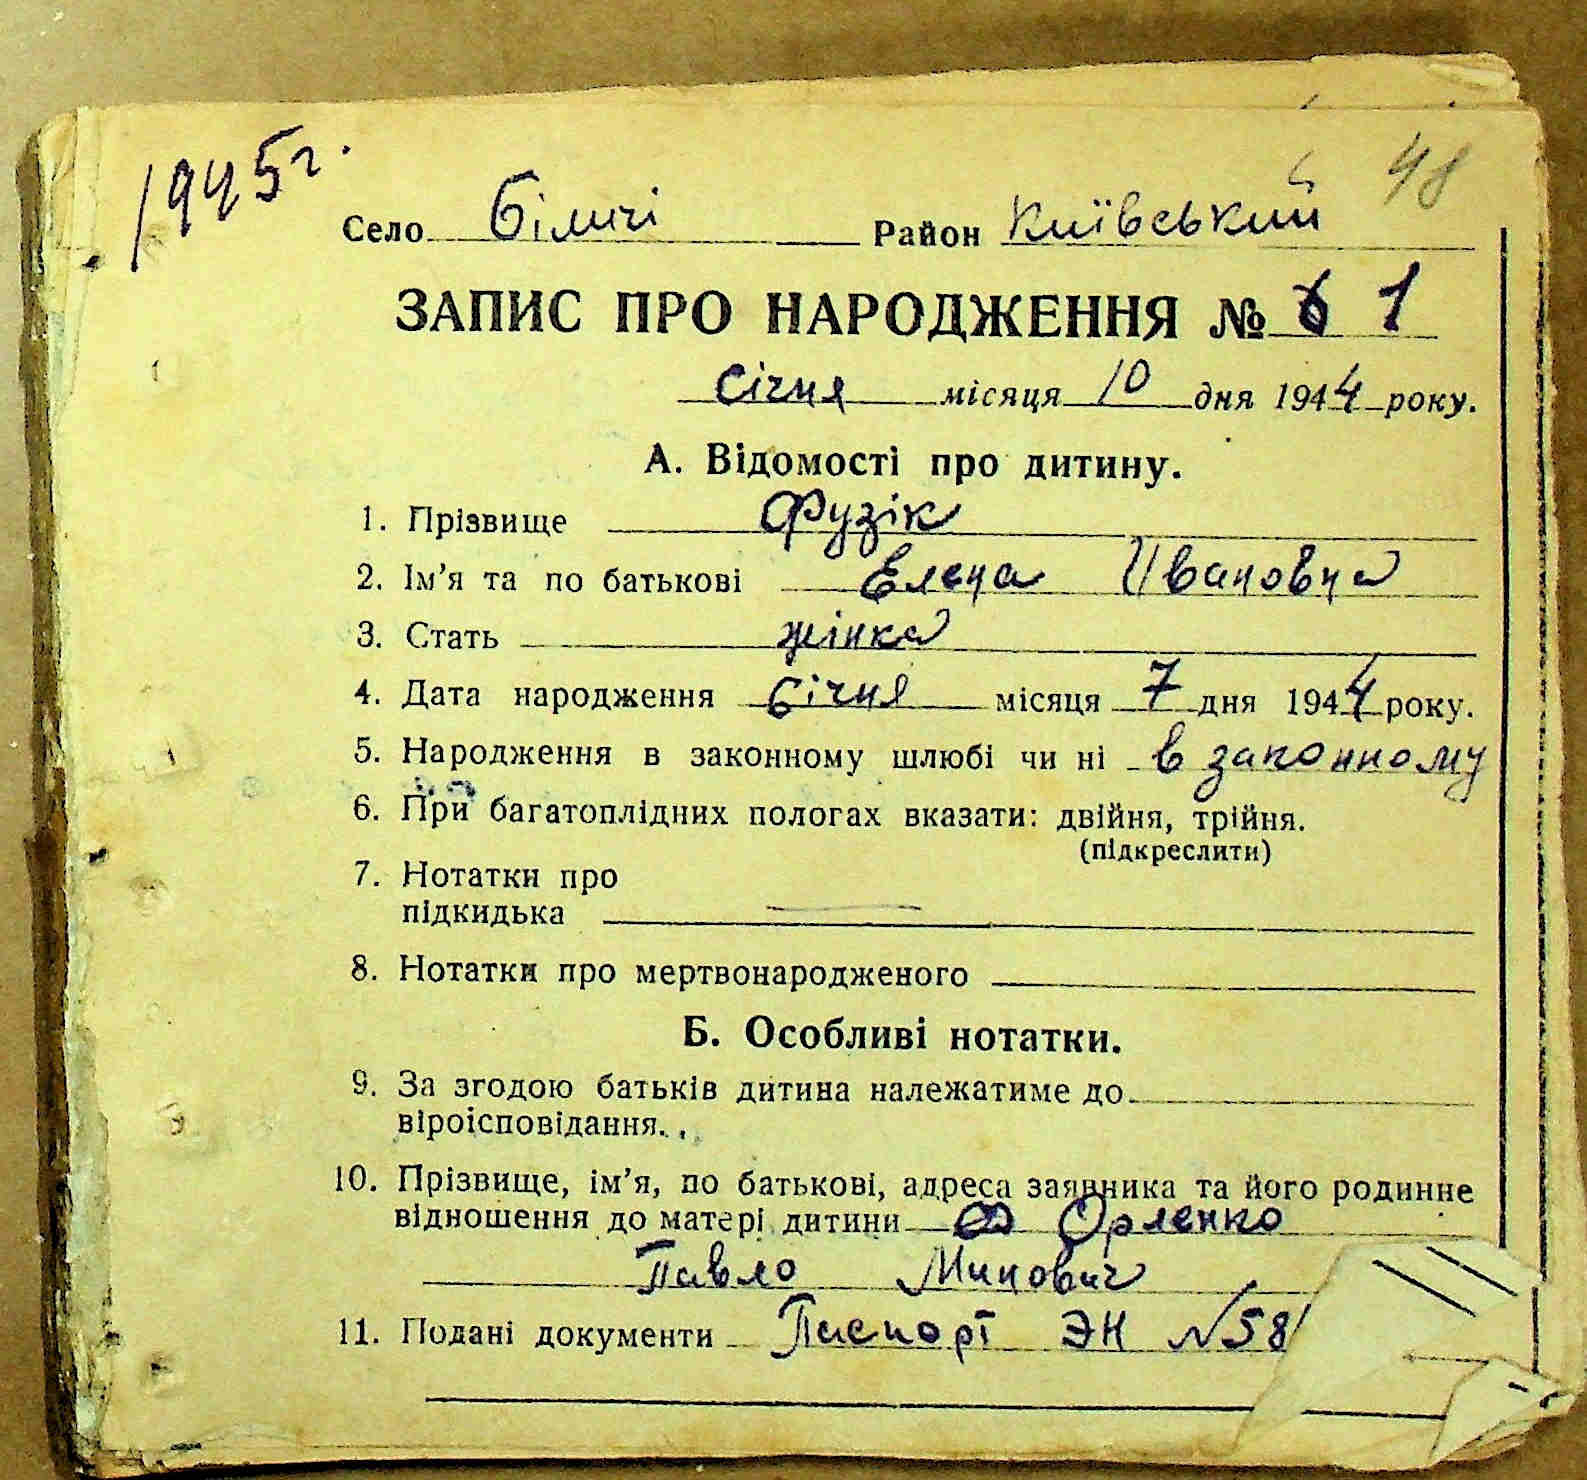 1945г.
48
Село Біличі Район Київський
ЗАПИС ПРО НАРОДЖЕННЯ № 1
Січня місяця 10 дня 1944 року.
А. Відомості про дитину.
1. Прізвище Фузік
2. Ім'я та по батькові Елена Ивановна
3. Стать жінка
4. Дата народження Січня місяця 7 дня 1944 року.
5. Народження в законному шлюбі чи ні в законному
6. При багатоплідних пологах вказати: двійня, трійня.
(підкреслити)
7. Нотатки про
підкидька
8. Нотатки про мертвонародженого
Б. Особливі нотатки.
9. За згодою батьків дитина належатиме до
віроісповідання..
10. Прізвище, ім'я, по батькові, адреса заявника та його родинне
відношення до матері дитини Орленко
Павло
11. Подані документи Паспорт ЭН №58